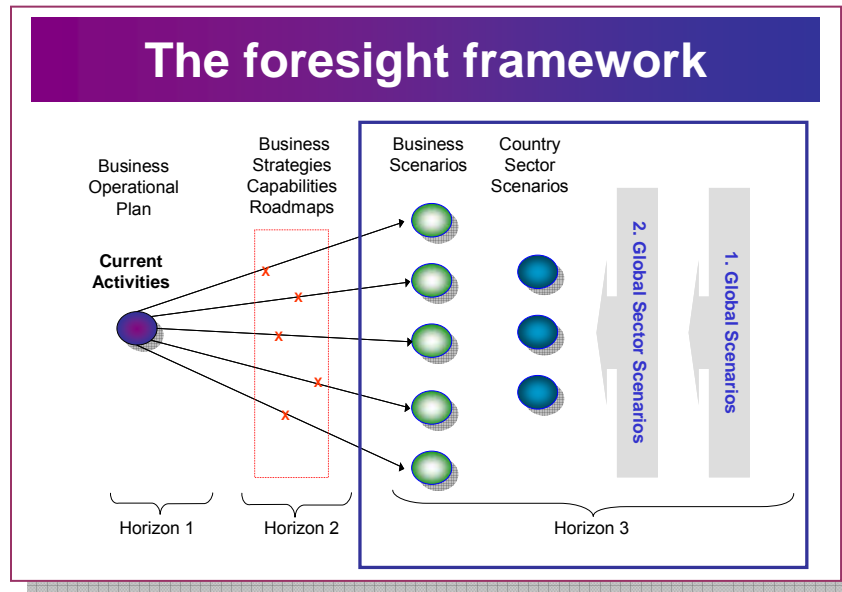 The foresight framework
Business
Operational
Plan
Business
Strategies
Capabilities
Roadmaps
Business
Scenarios
Country
Sector
Scenarios
Current
Activities
x
x
x
x
x
2. Global Sector Scenarios
1. Global Scenarios
Horizon 1
Horizon 2
Horizon 3